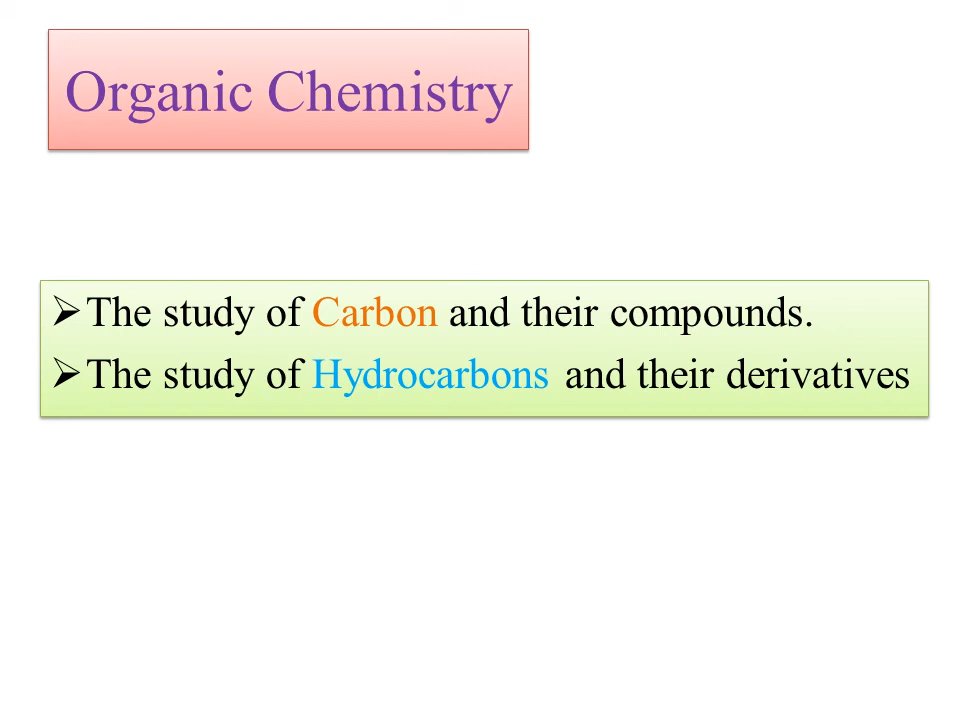 Organic Chemistry
➢The study of Carbon and their compounds.
➢The study of Hydrocarbons and their derivatives